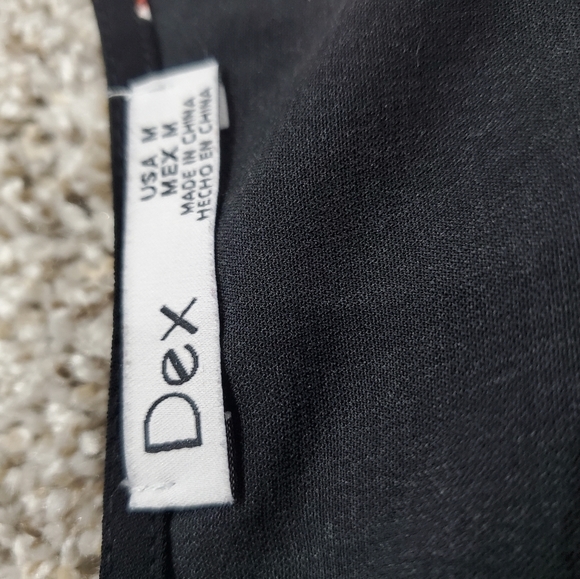 Dex
USA M
MEX M
MADE IN CHINA
HECHO EN CHINA